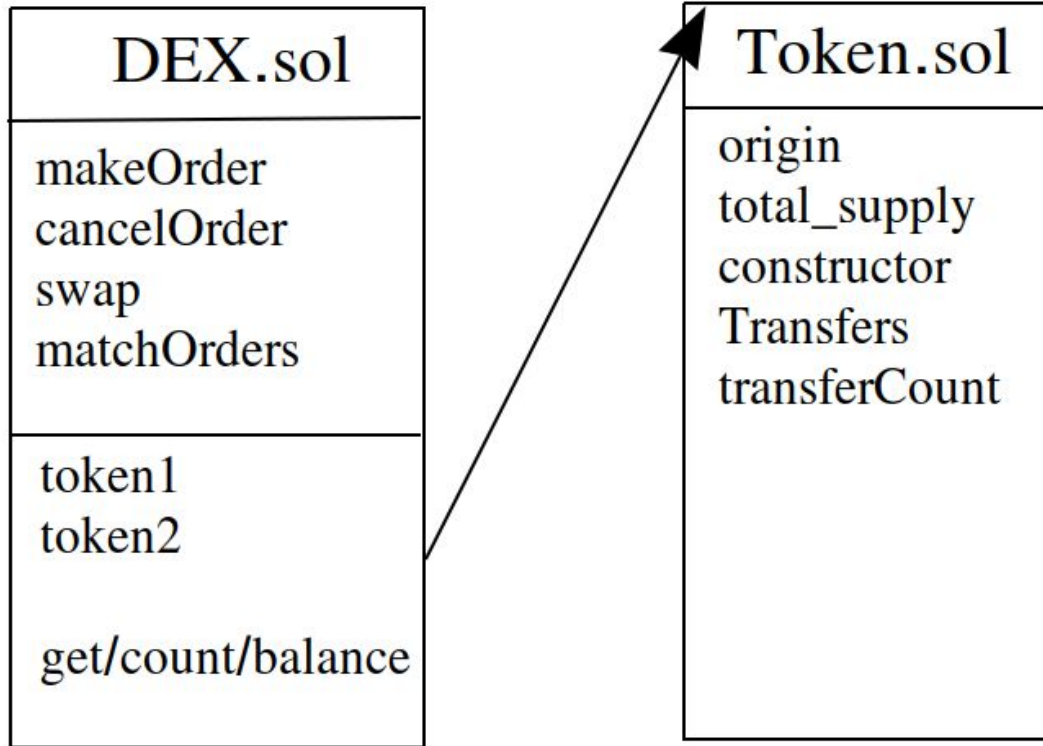 DEX.sol
makeOrder
cancelOrder
swap
matchOrders
token1
token2
get/count/balance
Token.sol
origin
total_supply
constructor
Transfers
transferCount